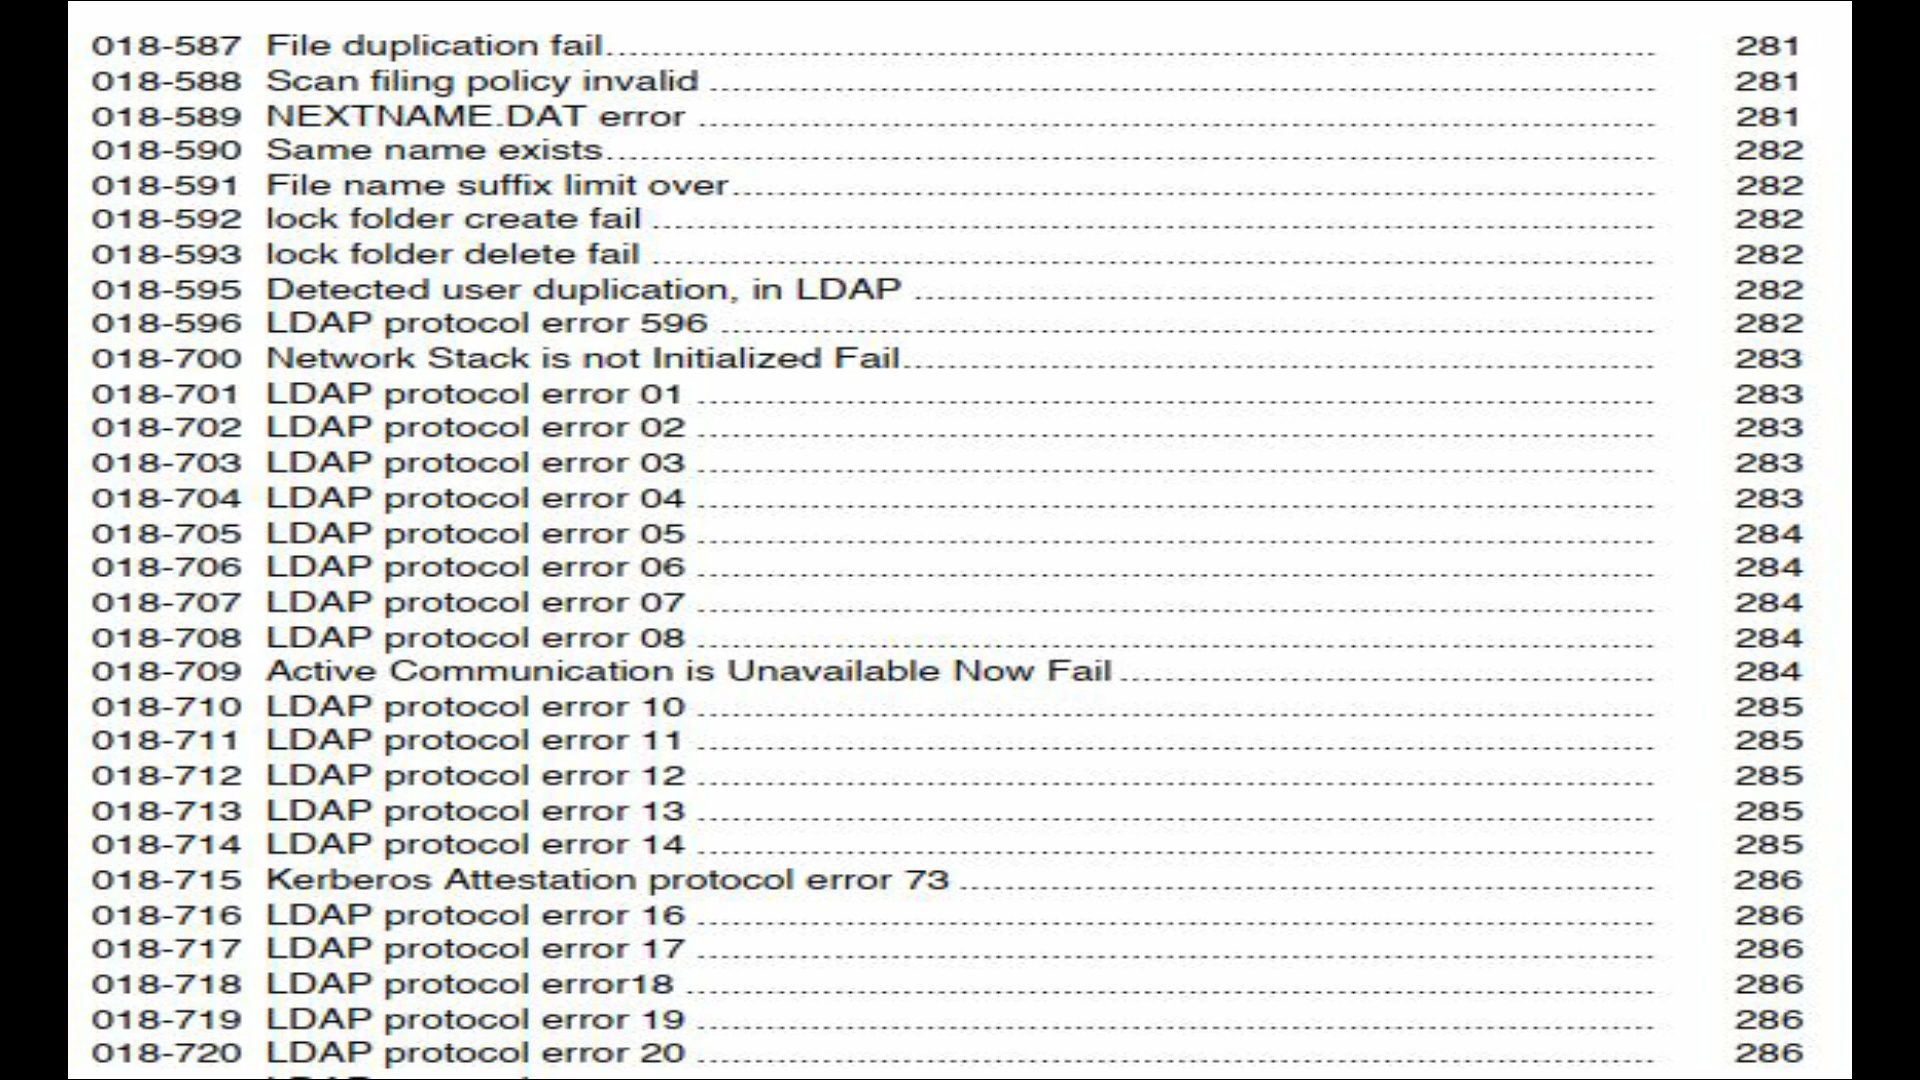 018-587 File duplication fail 281
018-588 Scan filing policy invalid 281
018-589 NEXTNAME.DAT error 281
018-590 Same name exists 282
018-591 File name suffix limit over 282
018-592 lock folder create fail 282
018-593 lock folder delete fail 282
018-595 Detected user duplication, in LDAP 282
018-596 LDAP protocol error 596 282
018-700 Network Stack is not Initialized Fail 283
018-701 LDAP protocol error 01 283
018-702 LDAP protocol error 02 283
018-703 LDAP protocol error 03 283
018-704 LDAP protocol error 04 283
018-705 LDAP protocol error 05 284
018-706 LDAP protocol error 06 284
018-707 LDAP protocol error 07 284
018-708 LDAP protocol error 08 284
018-709 Active Communication is Unavailable Now Fail 284
018-710 LDAP protocol error 10 285
018-711 LDAP protocol error 11 285
018-712 LDAP protocol error 12 285
018-713 LDAP protocol error 13 285
018-714 LDAP protocol error 14 285
018-715 Kerberos Attestation protocol error 73 286
018-716 LDAP protocol error 16 286
018-717 LDAP protocol error 17 286
018-718 LDAP protocol error18 286
018-719 LDAP protocol error 19 286
018-720 LDAP protocol error 20 286